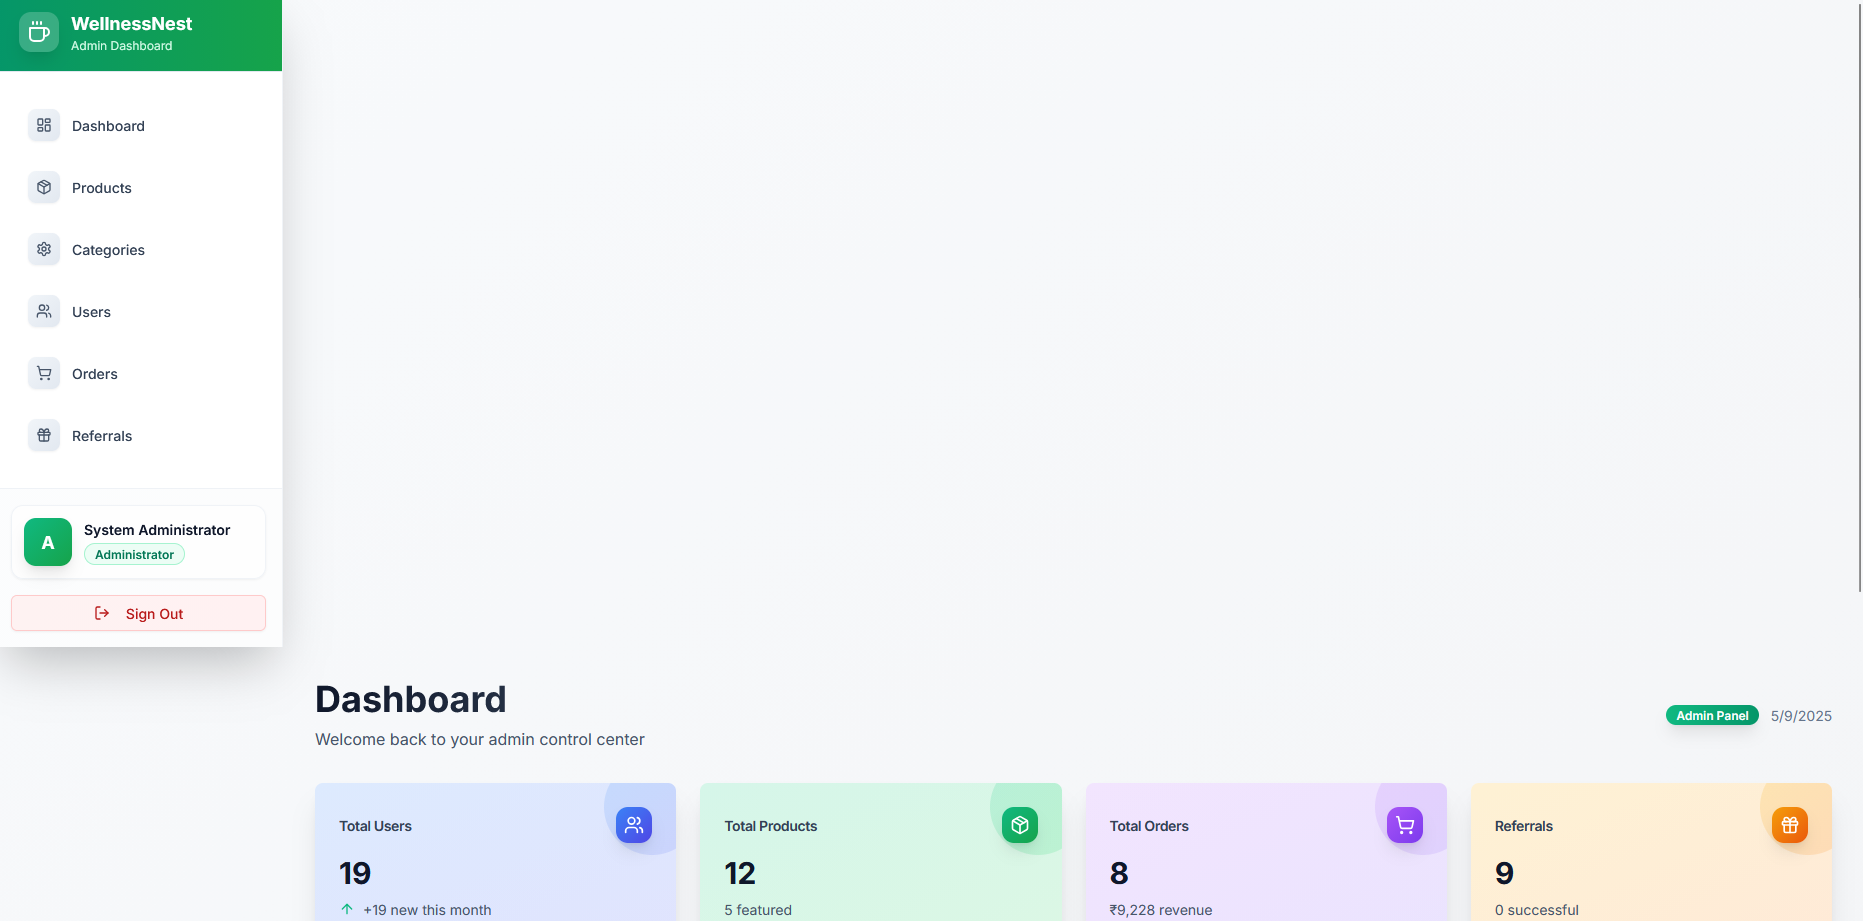 WellnessNest
Admin Dashboard
Dashboard
Products
Categories
Users
Orders
Referrals
A
System Administrator
Administrator
Sign Out
Dashboard
Welcome back to your admin control center
Admin Panel 5/9/2025
Total Users
19
+19 new this month
Total Products
12
5 featured
Total Orders
8
₹9,228 revenue
Referrals
9
0 successful